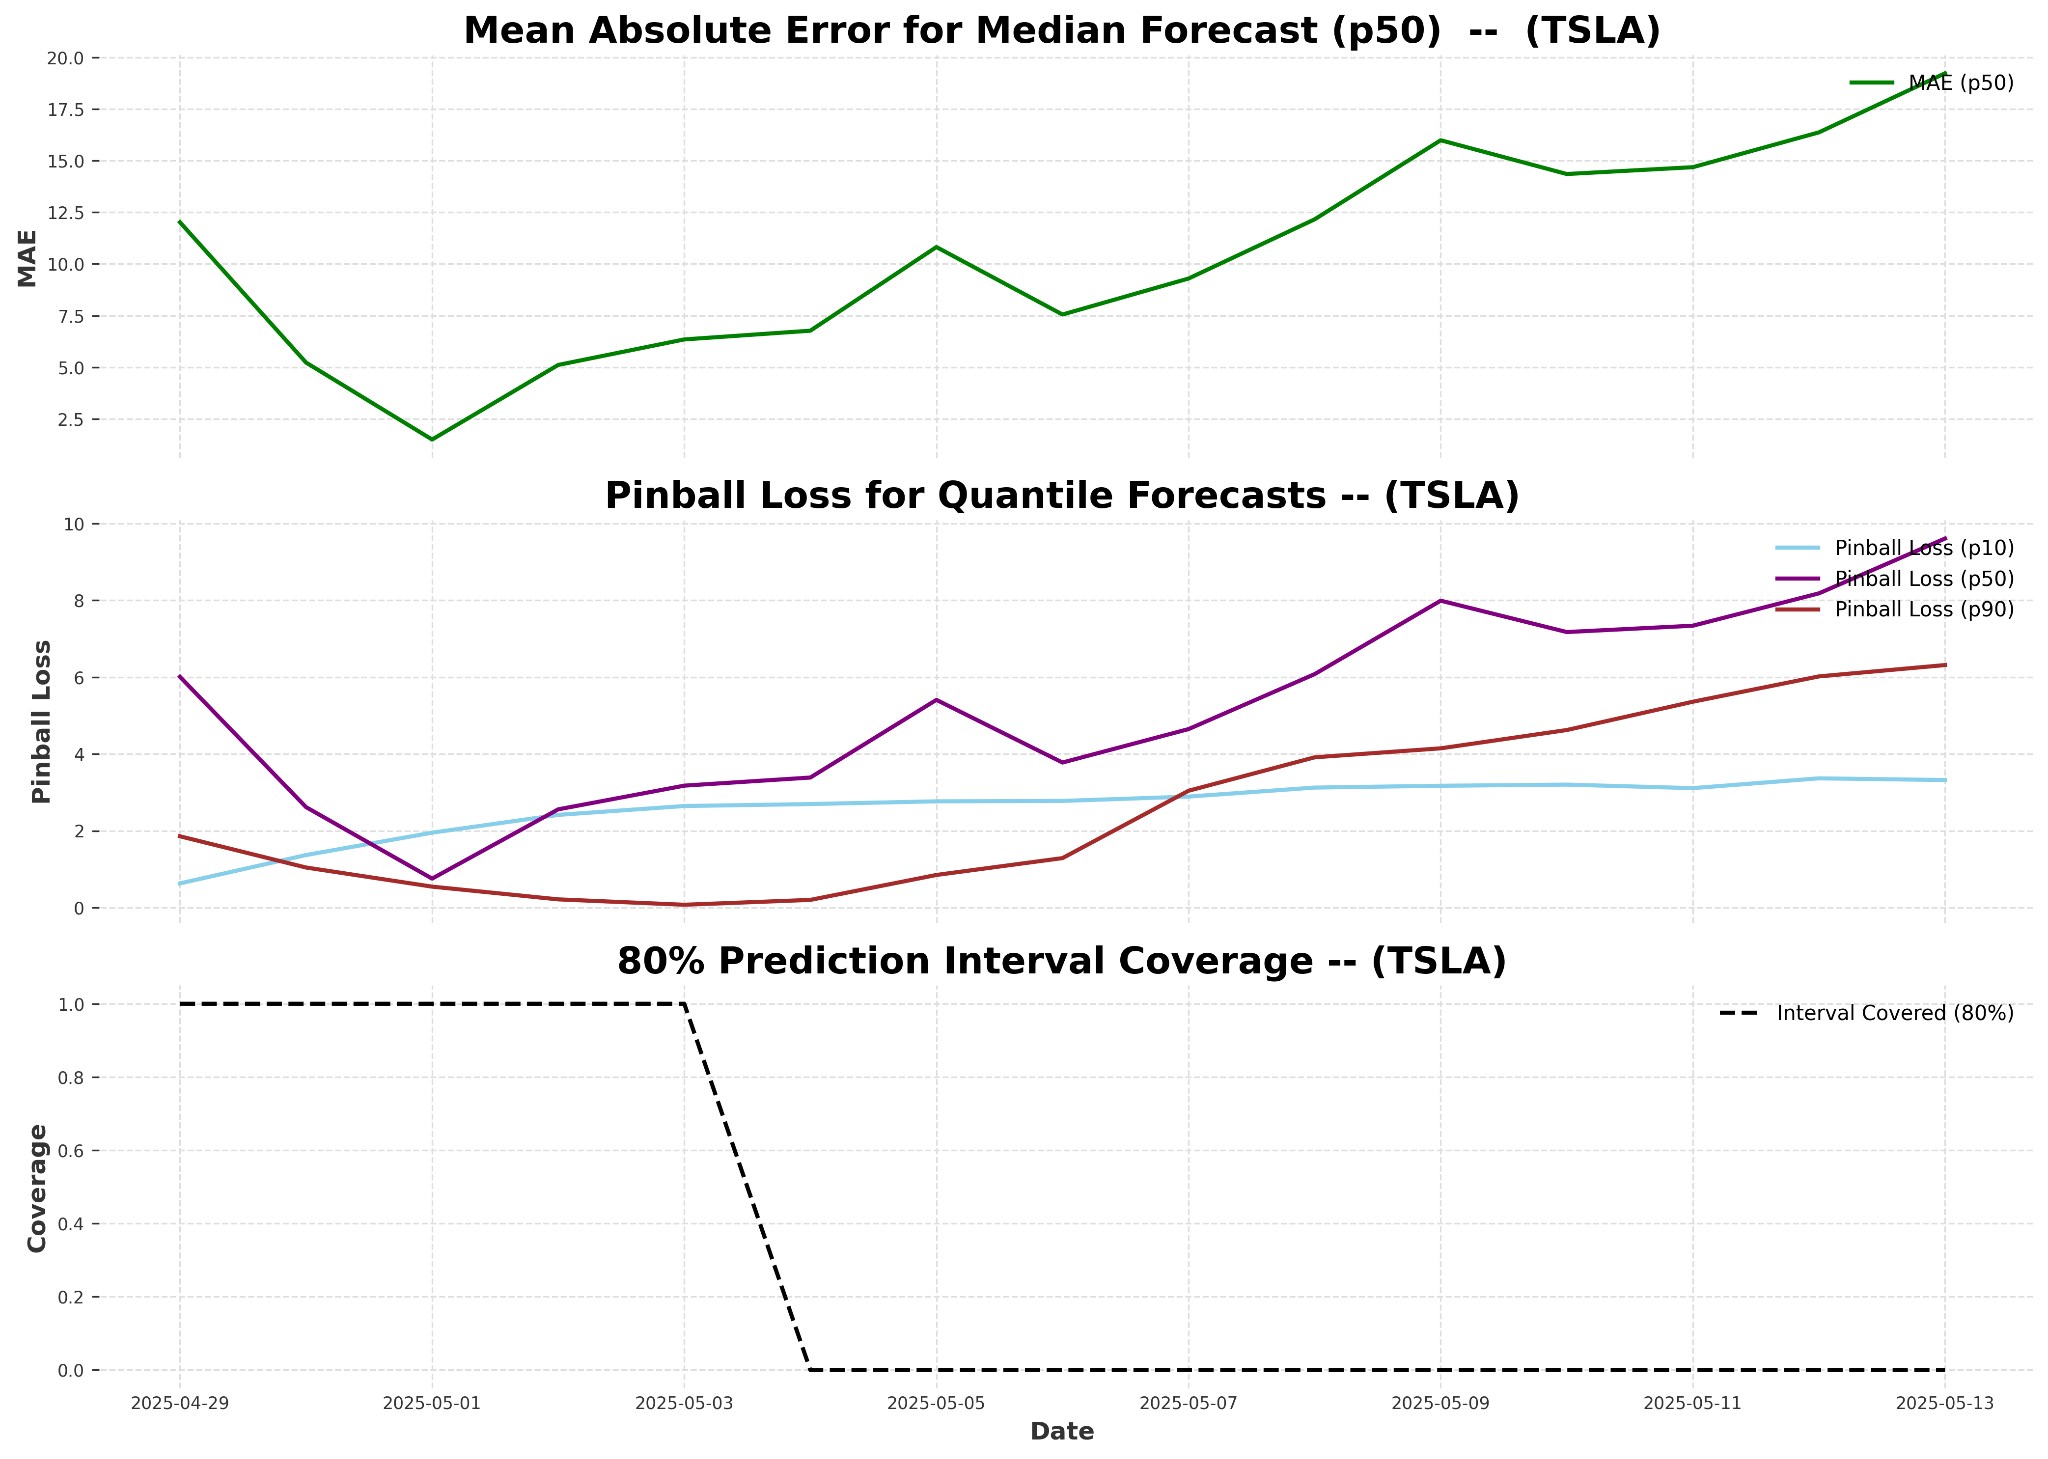 Mean Absolute Error for Median Forecast (p50)  --  (TSLA)
20.0
17.5
15.0
12.5
10.0
7.5
5.0
2.5
MAE
MAE (p50)
Pinball Loss for Quantile Forecasts -- (TSLA)
10
8
6
4
2
0
Pinball Loss
Pinball Loss (p10)
Pinball Loss (p50)
Pinball Loss (p90)
80% Prediction Interval Coverage -- (TSLA)
1.0
0.8
0.6
0.4
0.2
0.0
Coverage
Interval Covered (80%)
2025-04-29
2025-05-01
2025-05-03
2025-05-05
2025-05-07
2025-05-09
2025-05-11
2025-05-13
Date